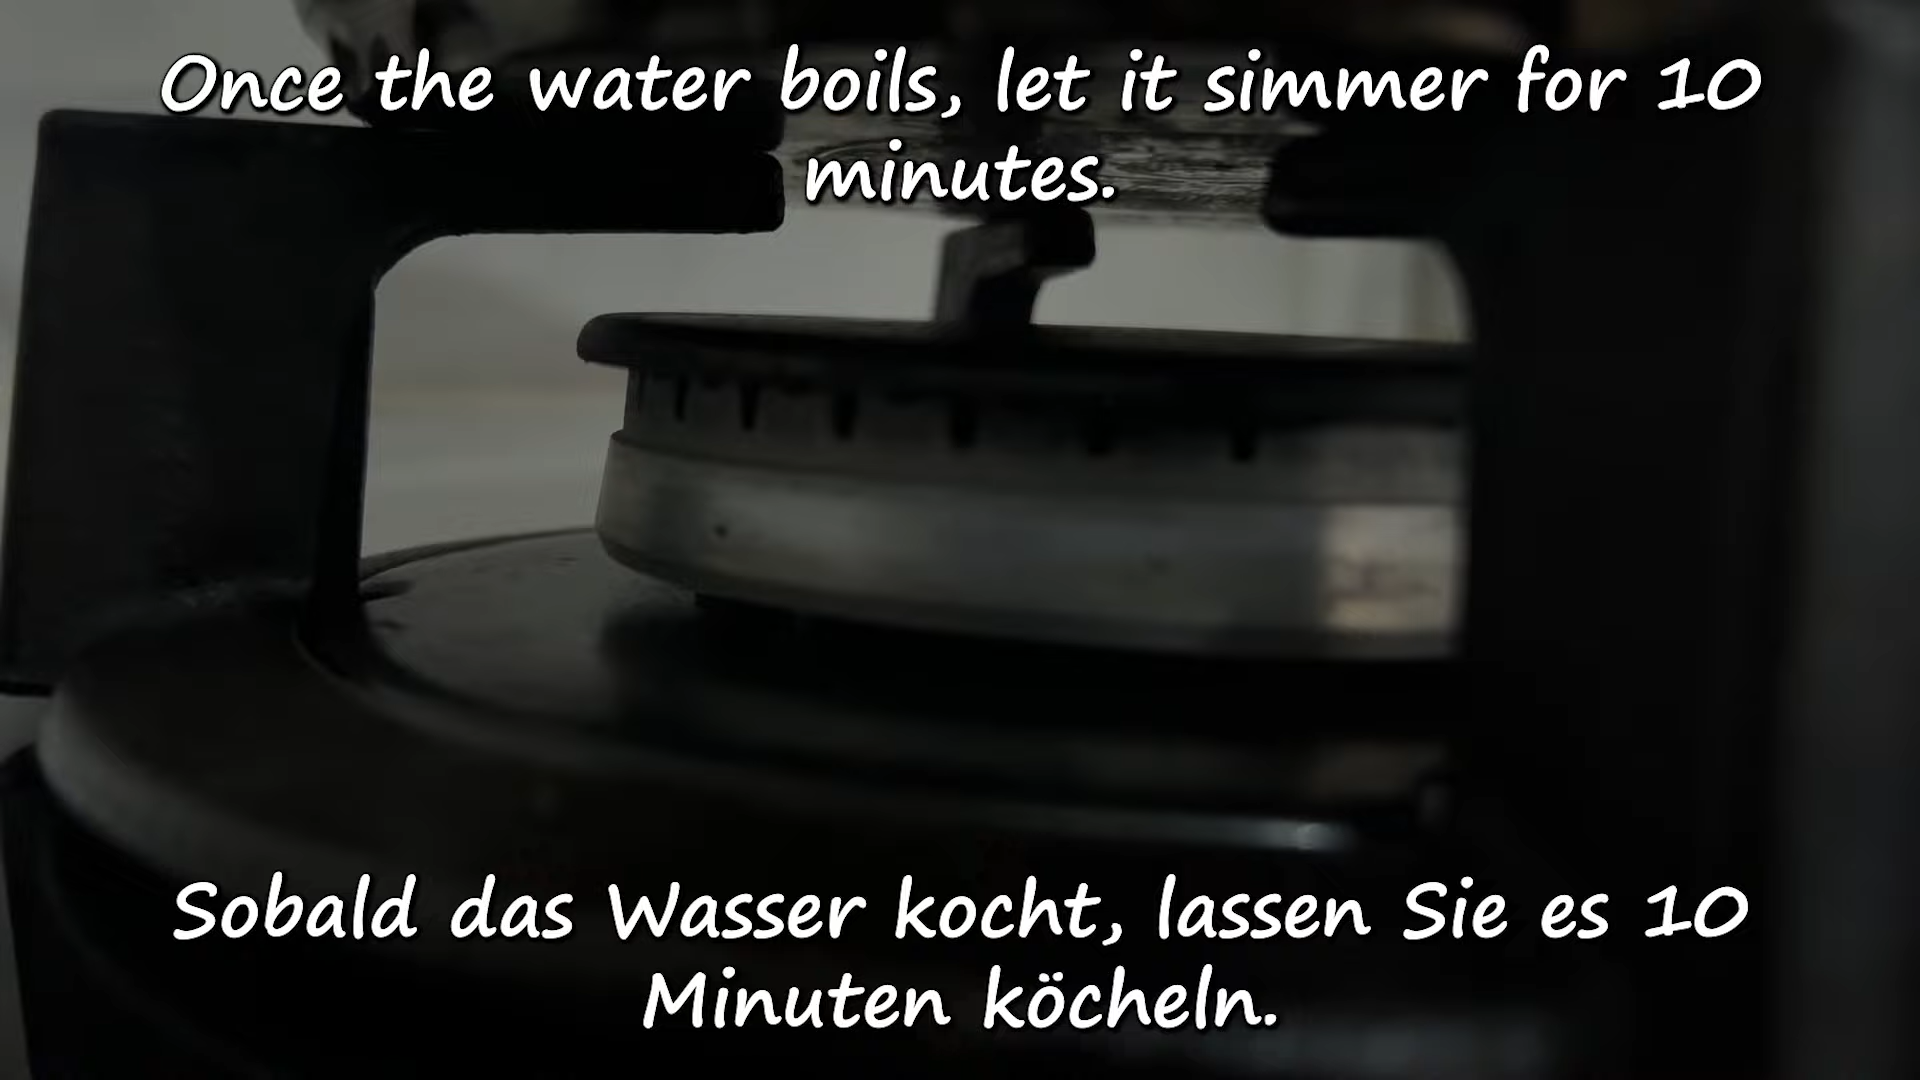 Once the water boils, let it simmer for 10
minutes.
Sobald das Wasser kocht, lassen Sie es 10
Minuten köcheln.